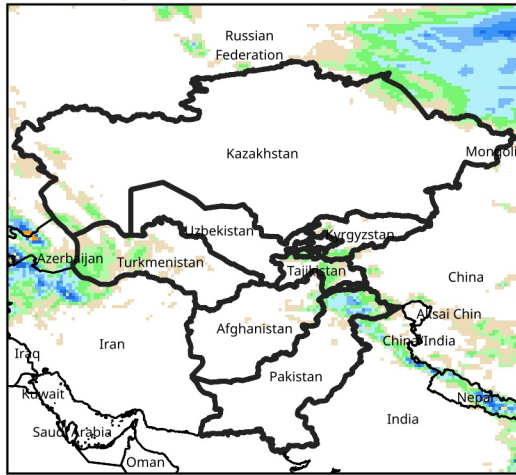 Russian
Federation
Kazakhstan
Mongoli
Uzbekistan
Kyrgyzstan
Azerbaijan
Turkmenistan
Tajikistan
China
Afghanistan
Aksai Chin
Iran
China/India
Iraq
Pakistan
Kuwait
Nepal
India
Saudi Arabia
Oman